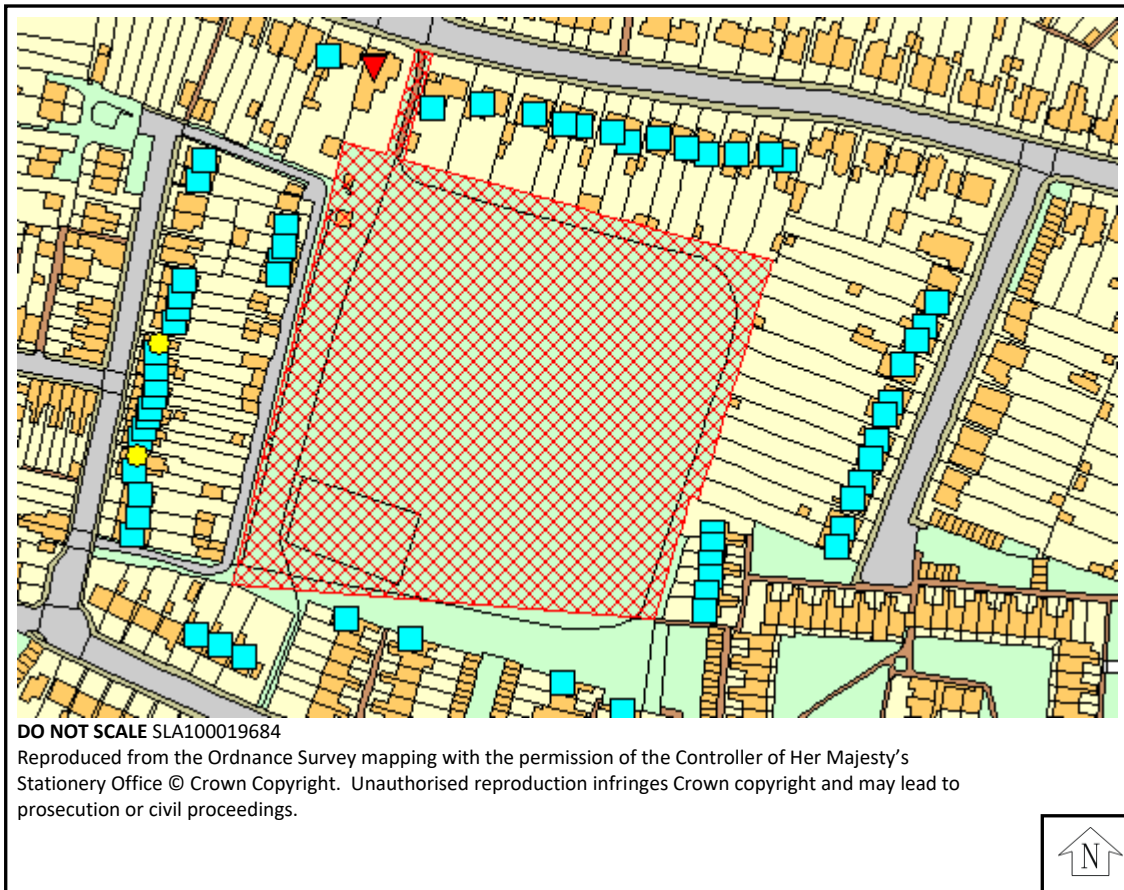 DO NOT SCALE SLA100019684
Reproduced from the Ordnance Survey mapping with the permission of the Controller of Her Majesty’s
Stationery Office © Crown Copyright.  Unauthorised reproduction infringes Crown copyright and may lead to
prosecution or civil proceedings.
N